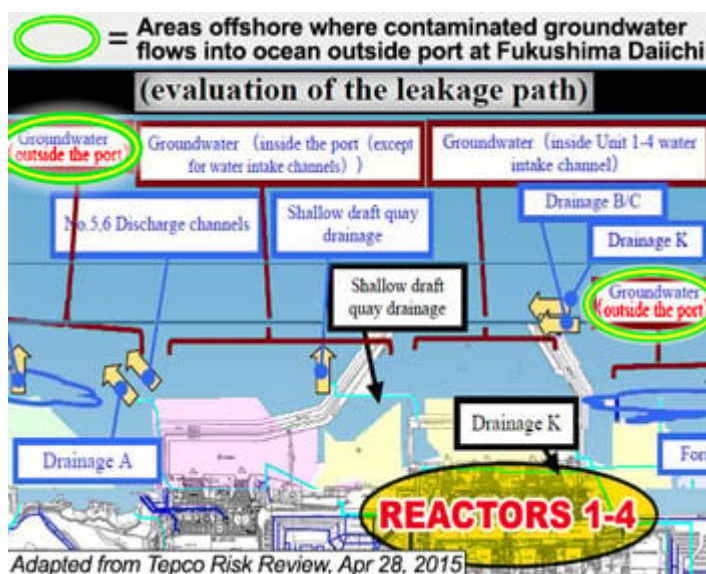 = Areas offshore where contaminated groundwater
flows into ocean outside port at Fukushima Daiichi
(evaluation of the leakage path)
Groundwater
(outside the port)
Groundwater (inside the port (except
for water intake channels) )
Groundwater (inside Unit 1-4 water
intake channel)
No.5,6 Discharge channels
Shallow draft quay
drainage
Drainage B/C
Drainage K
Shallow draft
quay drainage
Groundwater
(outside the port)
Drainage A
Drainage K
For
REACTORS 1-4
Adapted from Tepco Risk Review, Apr 28, 2015